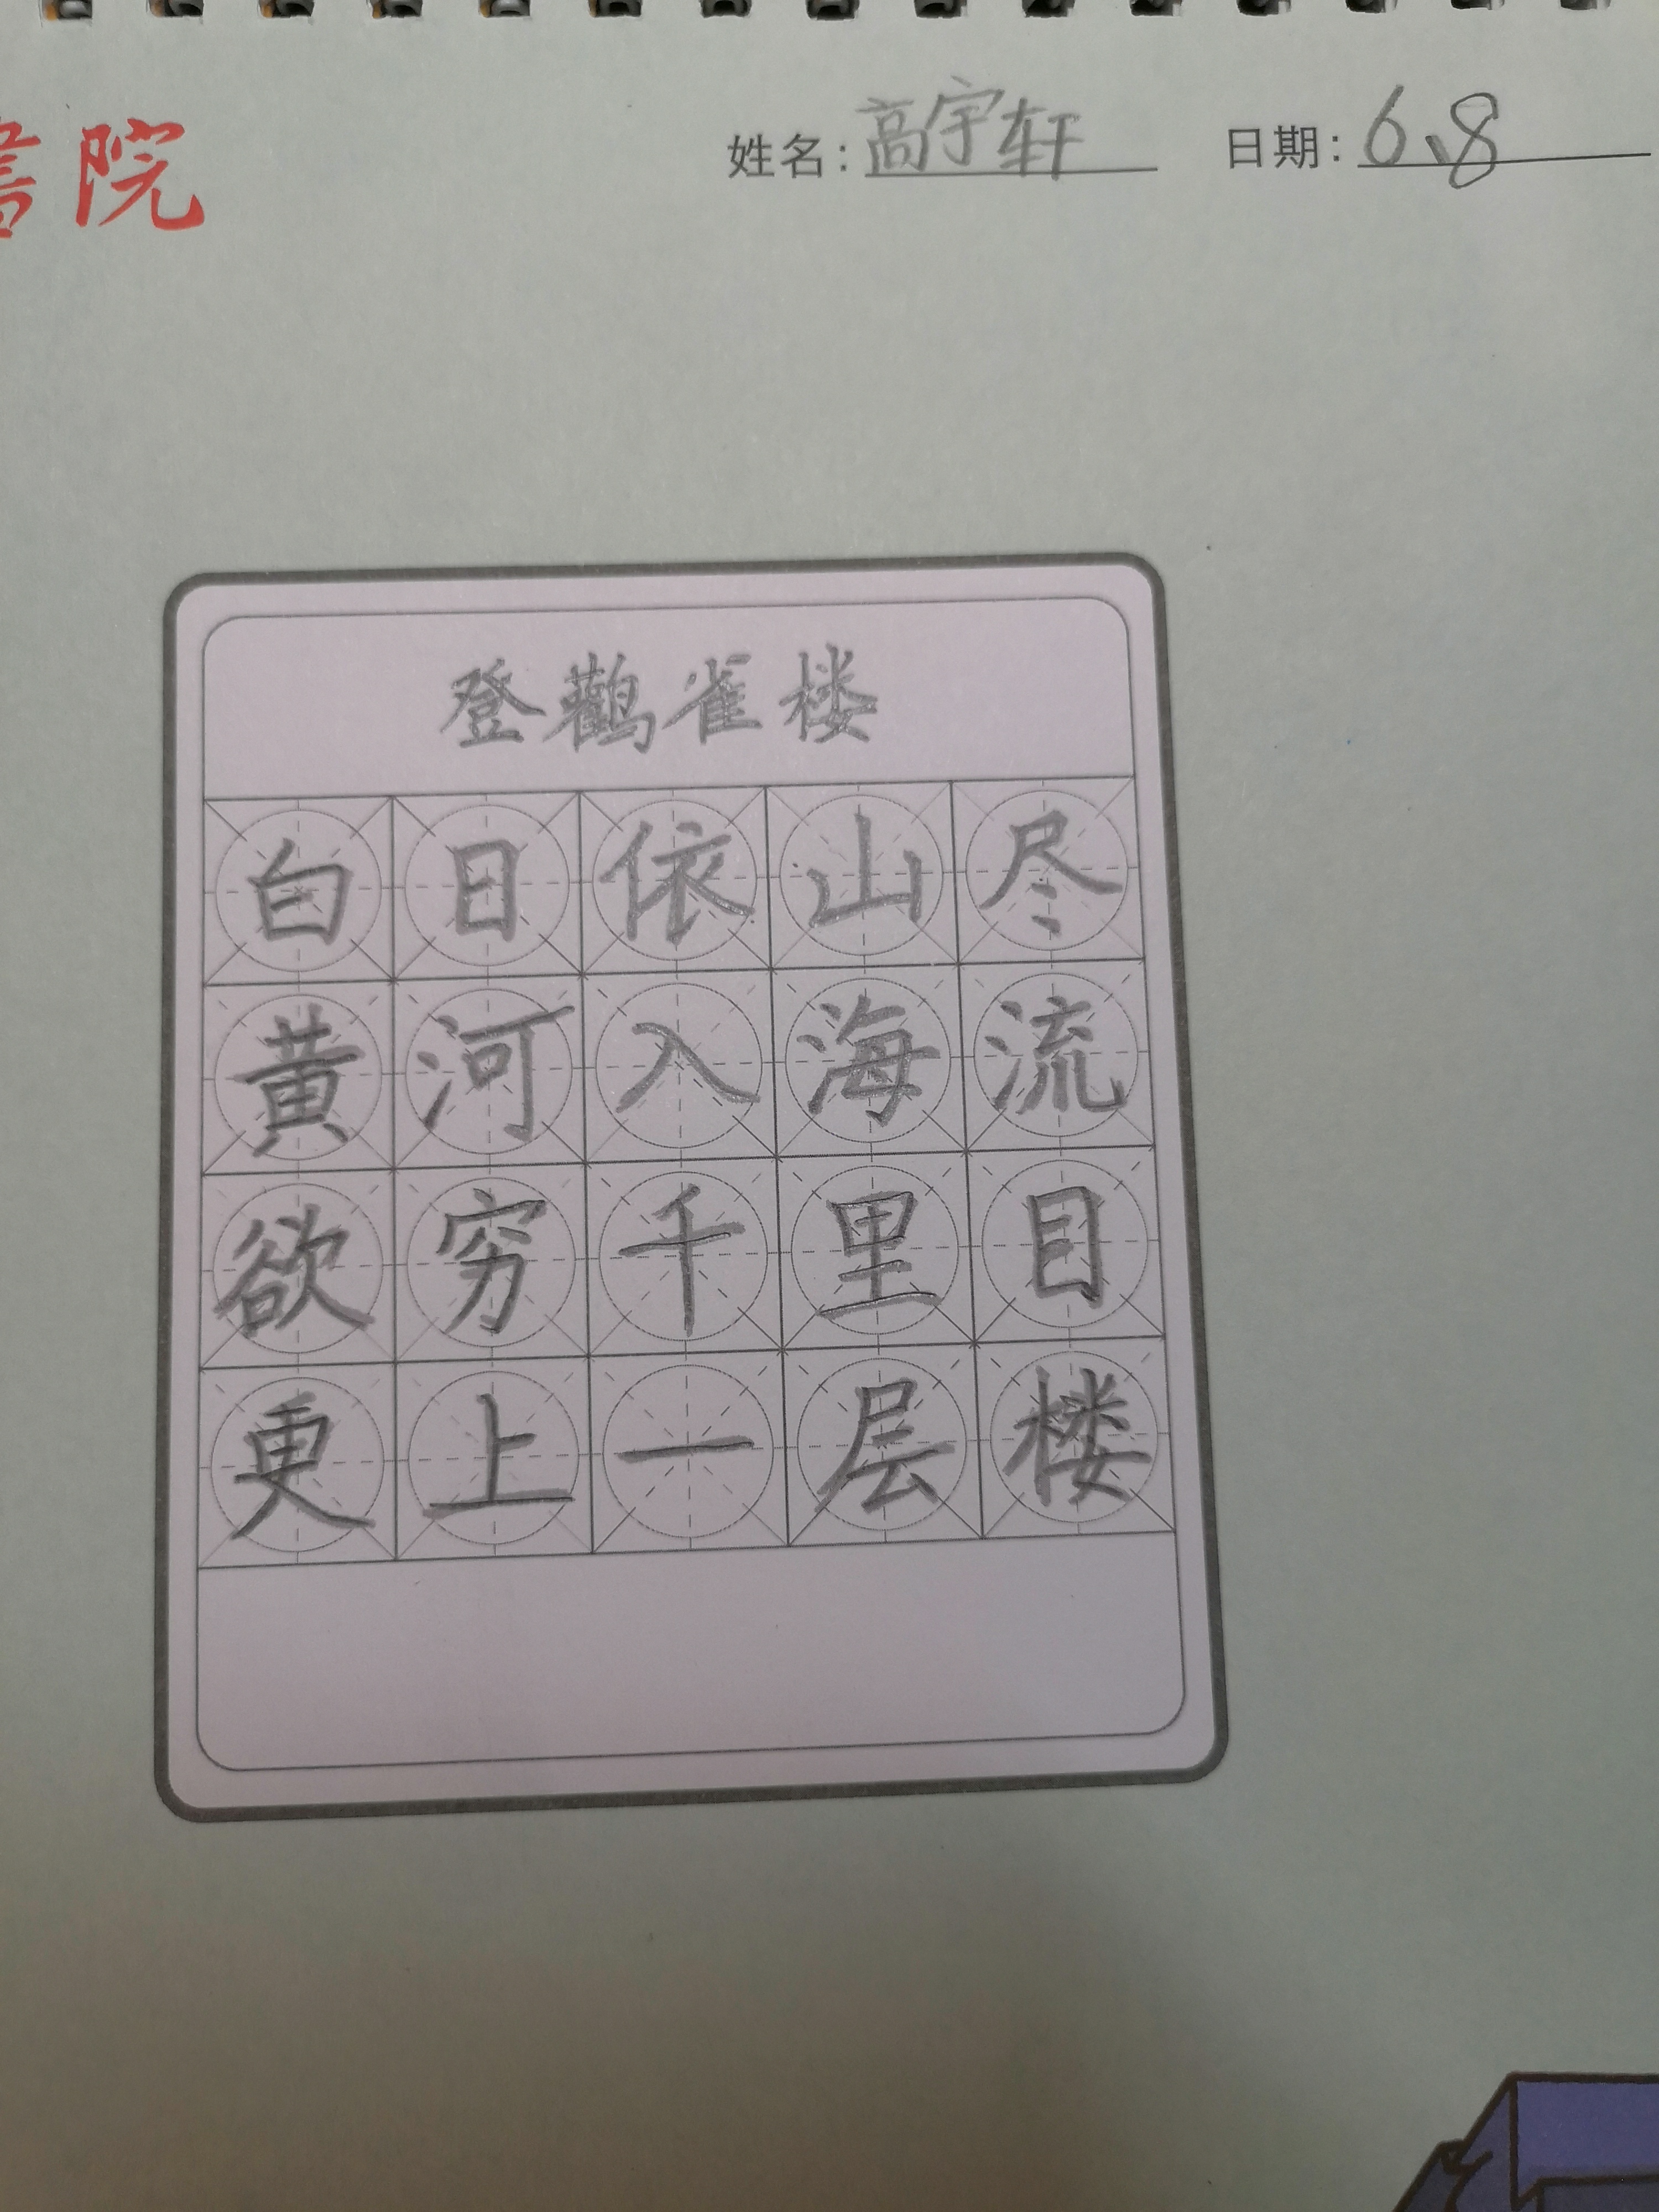 姓名:高宇轩 日期:6、8
書院
登鸛雀楼
白日依山尽
黄河入海流
欲穷千里目
更上一层楼